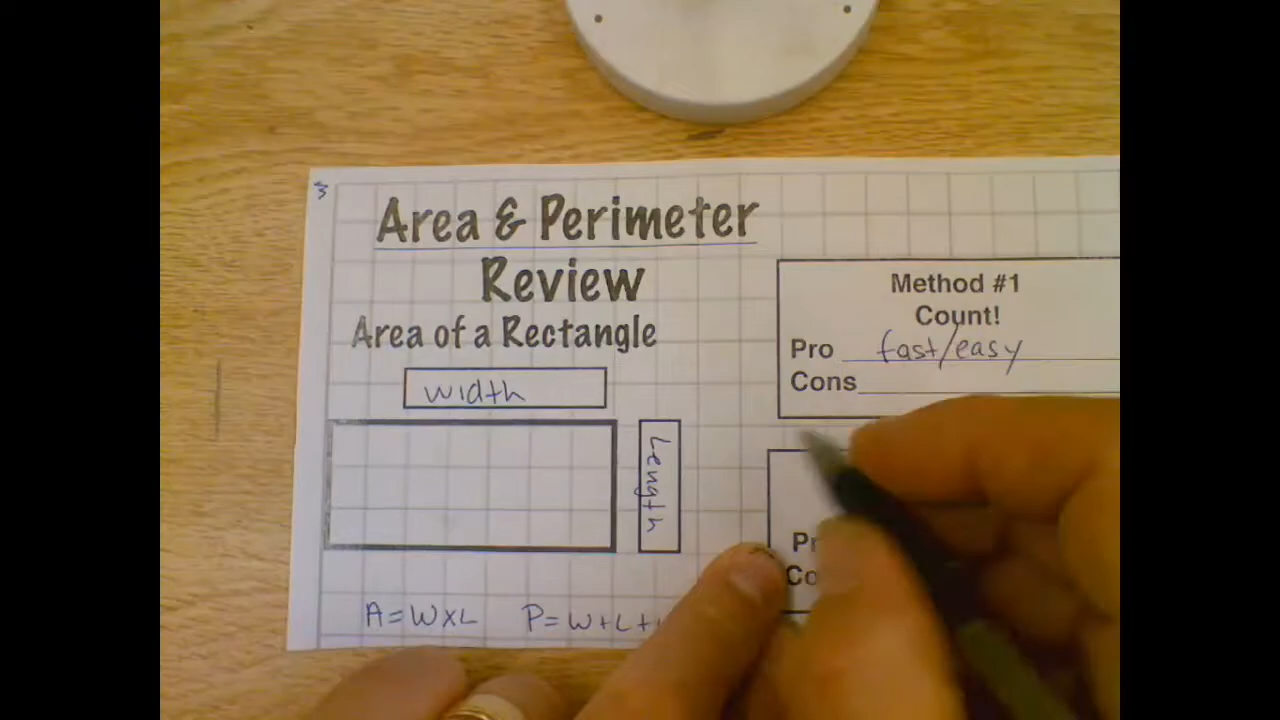 3
Area & Perimeter
Review
Area of a Rectangle
width
Length
A=WXL P=W+L+
Method #1
Count!
Pro fast/easy
Cons